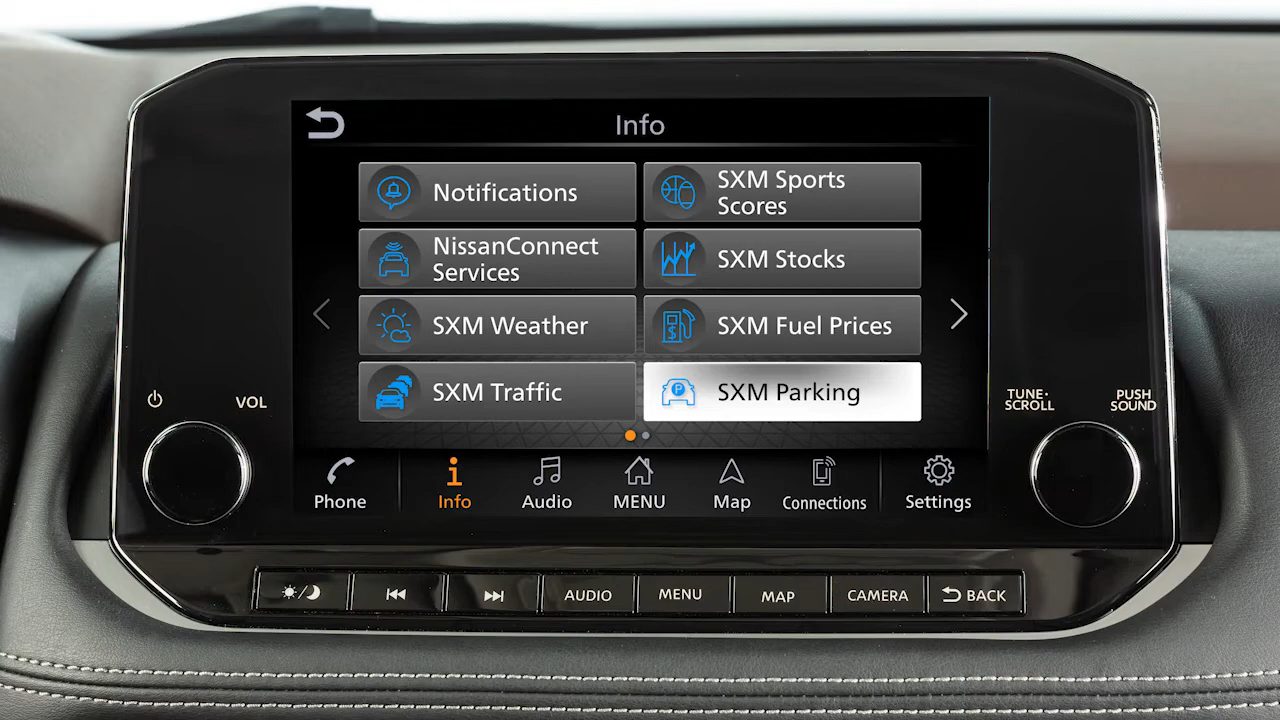 Info
Notifications
SXM Sports
Scores
NissanConnect
Services
SXM Stocks
SXM Weather
SXM Fuel Prices
SXM Traffic
P
SXM Parking
VOL
TUNE·
SCROLL
PUSH
SOUND
Phone
Info
Audio
MENU
Map
Connections
Settings
AUDIO
MENU
MAP
CAMERA
BACK